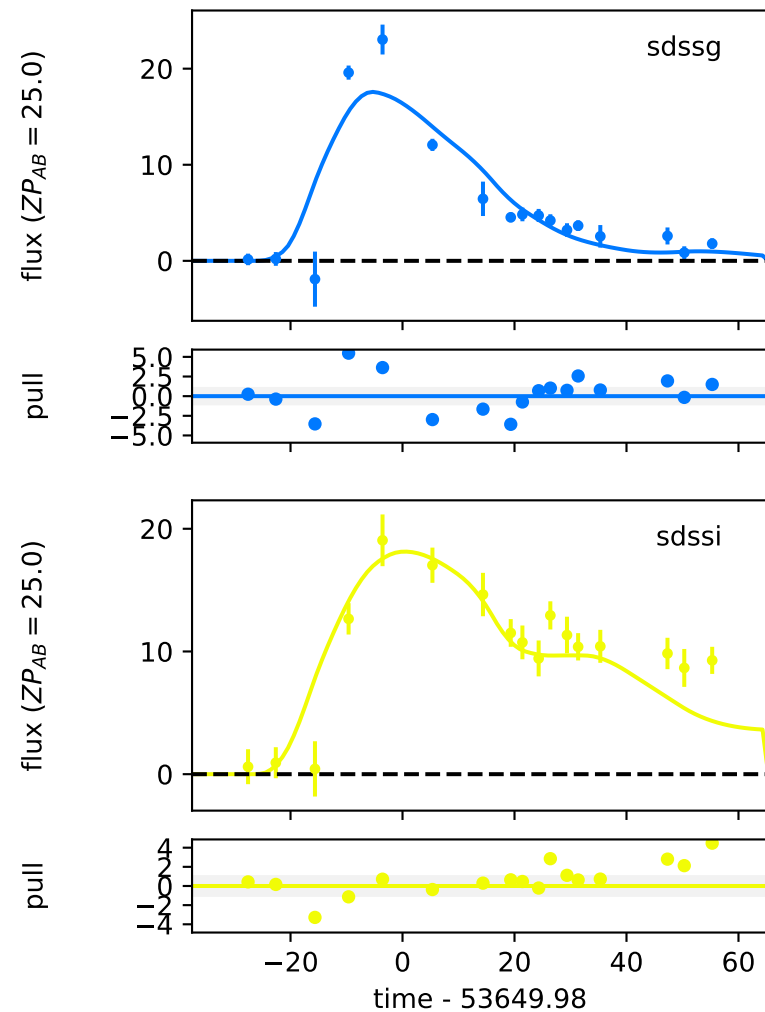 sdssg
flux (ZP_AB = 25.0)
20
10
0
pull
5.0
2.5
0.0
−2.5
−5.0
sdssi
flux (ZP_AB = 25.0)
20
10
0
pull
4
2
0
−2
−4
−20 0 20 40 60
time - 53649.98